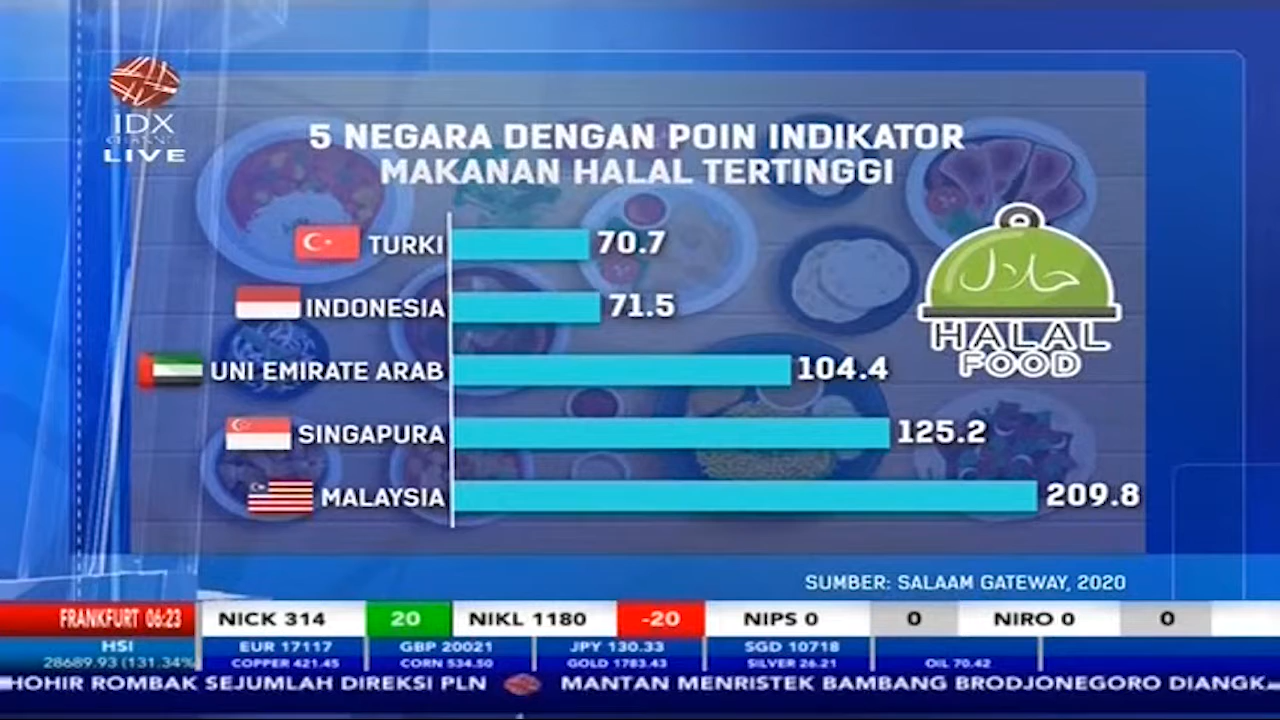 IDX
CHANNEL
LIVE
5 NEGARA DENGAN POIN INDIKATOR
MAKANAN HALAL TERTINGGI
TURKI 70.7
INDONESIA 71.5
UNI EMIRATE ARAB 104.4
SINGAPURA 125.2
MALAYSIA 209.8
حلال
HALAL
FOOD
SUMBER: SALAAM GATEWAY, 2020
FRANKFURT 06:23 NICK 314 20 NIKL 1180 -20 NIPS 0 0 NIRO 0 0
HSI EUR 17117 GBP 20021 JPY 130.33 SGD 10718
28689.93 (131.34% COPPER 421.45 CORN 534.50 GOLD 1783.43 SILVER 26.21 OIL 70.42
HOHIR ROMBAK SEJUMLAH DIREKSI PLN MANTAN MENRISTEK BAMBANG BRODJONEGORO DIANGK